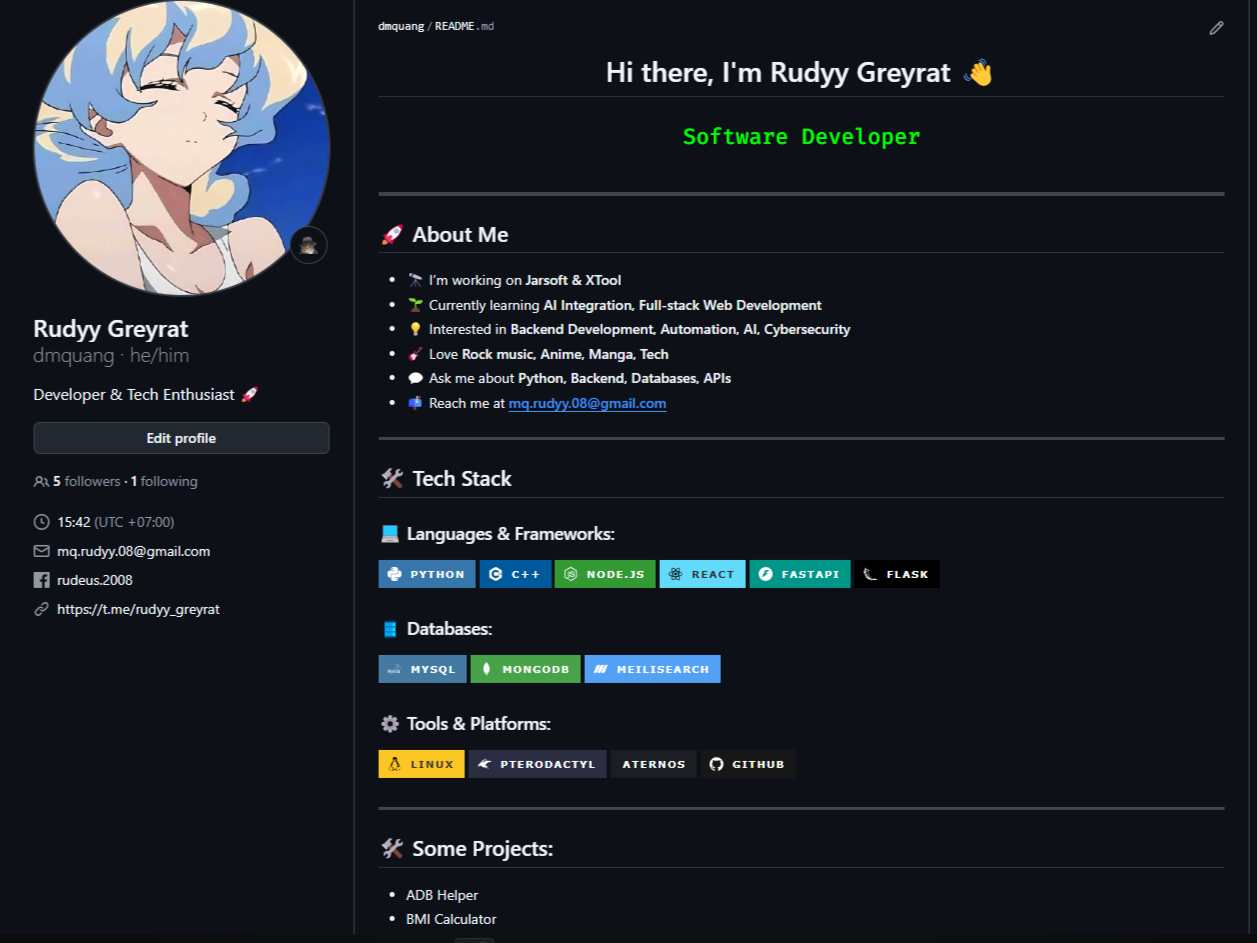 dmquang / README.md
Hi there, I'm Rudyy Greyrat 👋
Software Developer
🚀 About Me
• 🔭 I'm working on Jarsoft & XTool
• 🌱 Currently learning AI Integration, Full-stack Web Development
• 💡 Interested in Backend Development, Automation, AI, Cybersecurity
• 🎸 Love Rock music, Anime, Manga, Tech
• 💬 Ask me about Python, Backend, Databases, APIs
• 📫 Reach me at mq.rudyy.08@gmail.com
🛠️ Tech Stack
💻 Languages & Frameworks:
PYTHON C++ NODE.JS REACT FASTAPI FLASK
🗄️ Databases:
MYSQL MONGODB MEILISEARCH
⚙️ Tools & Platforms:
LINUX PTERODACTYL ATERNOS GITHUB
🛠️ Some Projects:
• ADB Helper
• BMI Calculator
Rudyy Greyrat
dmquang · he/him
Developer & Tech Enthusiast 🚀
Edit profile
5 followers · 1 following
15:42 (UTC +07:00)
mq.rudyy.08@gmail.com
rudeus.2008
https://t.me/rudyy_greyrat